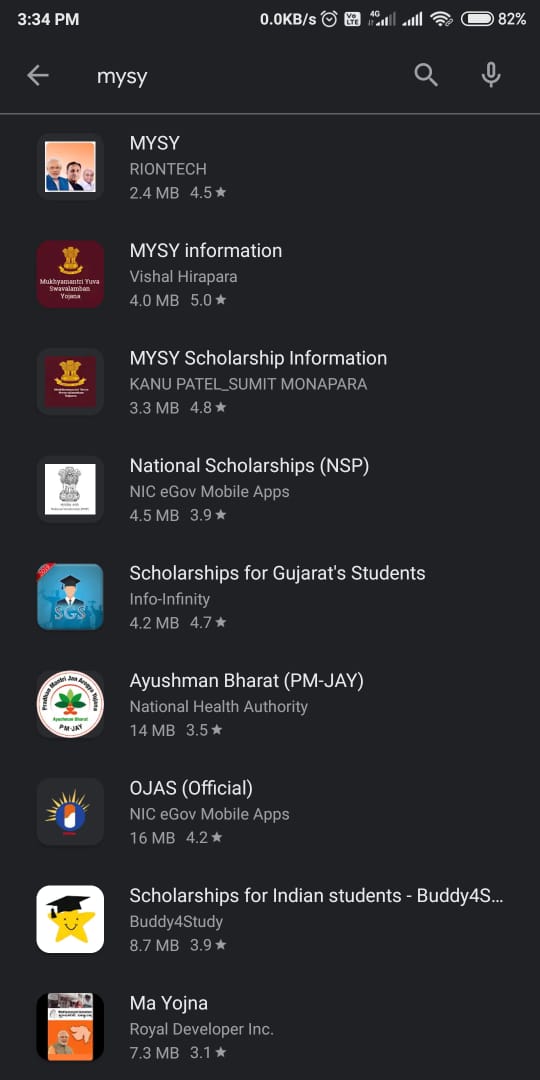 3:34 PM 0.0KB/s Vo LTE 4G 82%
mysy
MYSY
RIONTECH
2.4 MB 4.5★
MYSY information
Vishal Hirapara
4.0 MB 5.0★
Mukhyamantri Yuva
Swavalamban
Yojana
MYSY Scholarship Information
KANU PATEL_SUMIT MONAPARA
3.3 MB 4.8★
National Scholarships (NSP)
NIC eGov Mobile Apps
4.5 MB 3.9★
Scholarships for Gujarat's Students
Info-Infinity
4.2 MB 4.7★
SGS
Ayushman Bharat (PM-JAY)
National Health Authority
14 MB 3.5★
Pradhan Mantri Jan Arogya Yojana
Ayushman Bharat
PM-JAY
OJAS (Official)
NIC eGov Mobile Apps
16 MB 4.2★
Scholarships for Indian students - Buddy4S...
Buddy4Study
8.7 MB 3.9★
Ma Yojna
Royal Developer Inc.
7.3 MB 3.1★